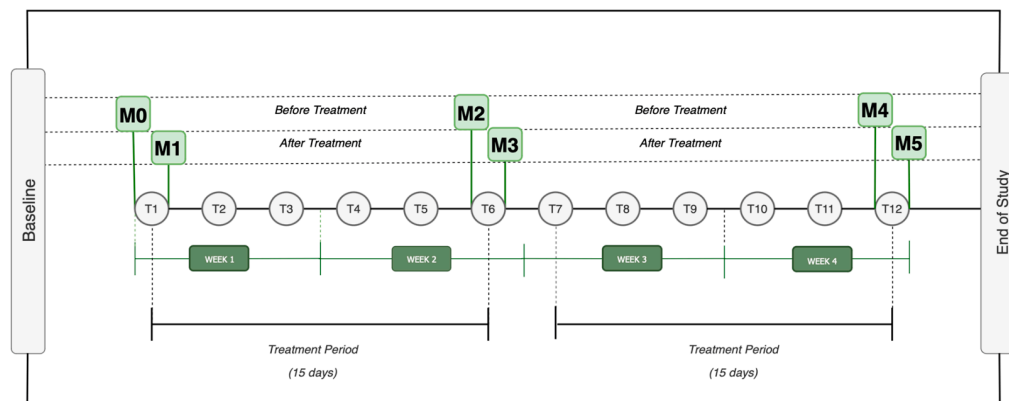 Baseline
M0
Before Treatment
M2
Before Treatment
M4
M1
After Treatment
M3
After Treatment
M5
T1
T2
T3
T4
T5
T6
T7
T8
T9
T10
T11
T12
WEEK 1
WEEK 2
WEEK 3
WEEK 4
Treatment Period
(15 days)
Treatment Period
(15 days)
End of Study